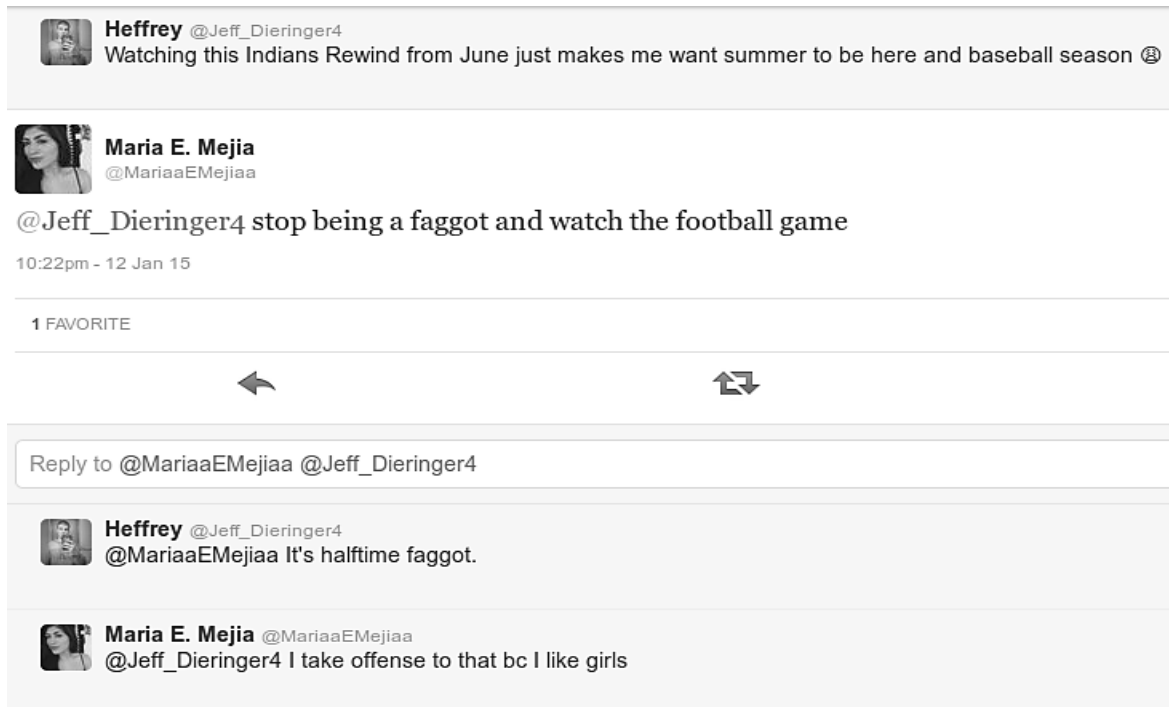 Heffrey @Jeff_Dieringer4
Watching this Indians Rewind from June just makes me want summer to be here and baseball season 😩
Maria E. Mejia
@MariaaEMejiaa
@Jeff_Dieringer4 stop being a faggot and watch the football game
10:22pm - 12 Jan 15
1 FAVORITE
Reply to @MariaaEMejiaa @Jeff_Dieringer4
Heffrey @Jeff_Dieringer4
@MariaaEMejiaa It's halftime faggot.
Maria E. Mejia @MariaaEMejiaa
@Jeff_Dieringer4 I take offense to that bc I like girls